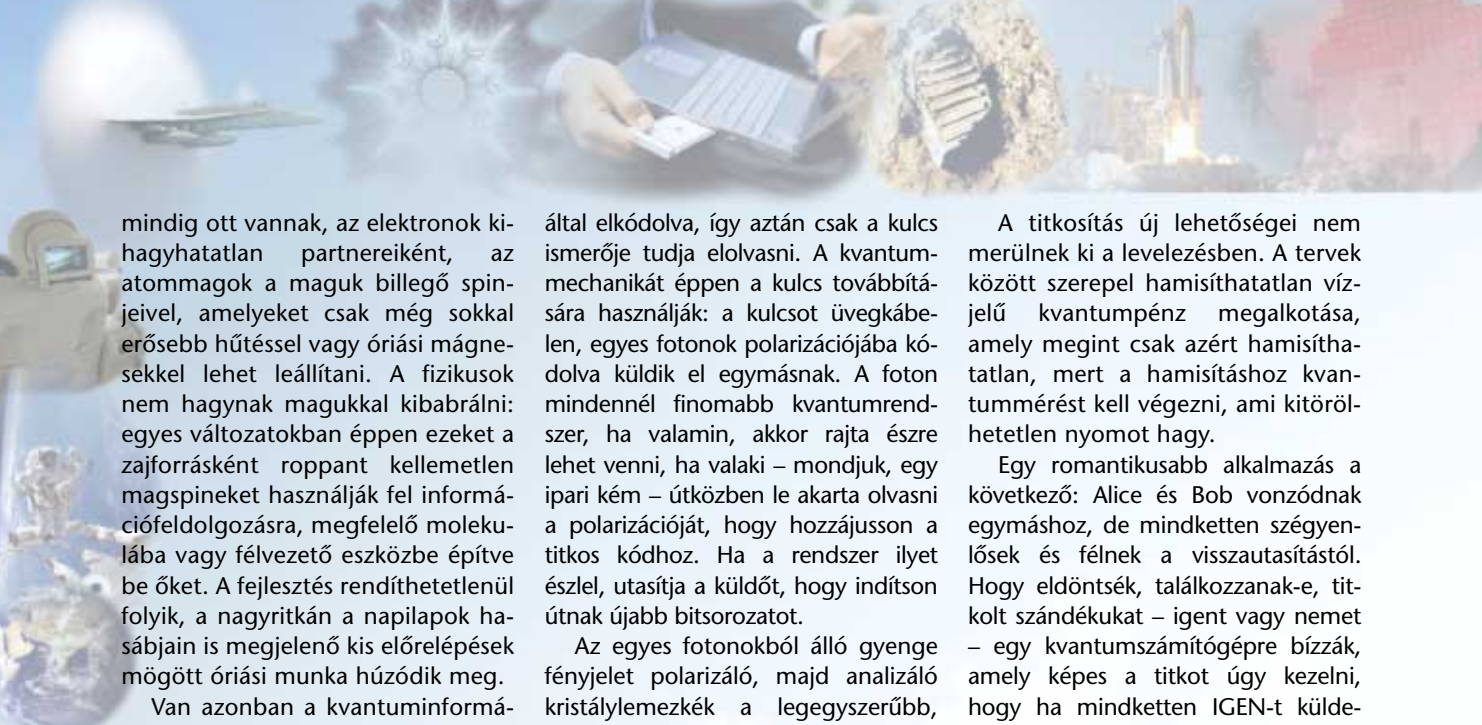 mindig ott vannak, az elektronok ki-
hagyhatatlan partnereiként, az
atommagok a maguk billegő spin-
jeivel, amelyeket csak még sokkal
erősebb hűtéssel vagy óriási mágne-
sekkel lehet leállítani. A fizikusok
nem hagynak magukkal kibabrálni:
egyes változatokban éppen ezeket a
zajforrásként roppant kellemetlen
magspineket használják fel informá-
ciófeldolgozásra, megfelelő moleku-
lába vagy félvezető eszközbe építve
be őket. A fejlesztés rendíthetetlenül
folyik, a nagyritkán a napilapok ha-
sábjain is megjelenő kis előrelépések
mögött óriási munka húzódik meg.
Van azonban a kvantuminformá-
által elkódolva, így aztán csak a kulcs
ismerője tudja elolvasni. A kvantum-
mechanikát éppen a kulcs továbbítá-
sára használják: a kulcsot üvegkábe-
len, egyes fotonok polarizációjába kó-
dolva küldik el egymásnak. A foton
mindennél finomabb kvantumrend-
szer, ha valamin, akkor rajta észre
lehet venni, ha valaki – mondjuk, egy
ipari kém – útközben le akarta olvasni
a polarizációját, hogy hozzájusson a
titkos kódhoz. Ha a rendszer ilyet
észlel, utasítja a küldőt, hogy indítson
útnak újabb bitsorozatot.
Az egyes fotonokból álló gyenge
fényjelet polarizáló, majd analizáló
kristálylemezkék a legegyszerűbb,
A titkosítás új lehetőségei nem
merülnek ki a levelezésben. A tervek
között szerepel hamisíthatatlan víz-
jelű kvantumpénz megalkotása,
amely megint csak azért hamisítha-
tatlan, mert a hamisításhoz kvan-
tummérést kell végezni, ami kitöröl-
hetetlen nyomot hagy.
Egy romantikusabb alkalmazás a
következő: Alice és Bob vonzódnak
egymáshoz, de mindketten szégyen-
lősek és félnek a visszautasítástól.
Hogy eldöntsék, találkozzanak-e, tit-
kolt szándékukat – igent vagy nemet
– egy kvantumszámítógépre bízzák,
amely képes a titkot úgy kezelni,
hogy ha mindketten IGEN-t külde-